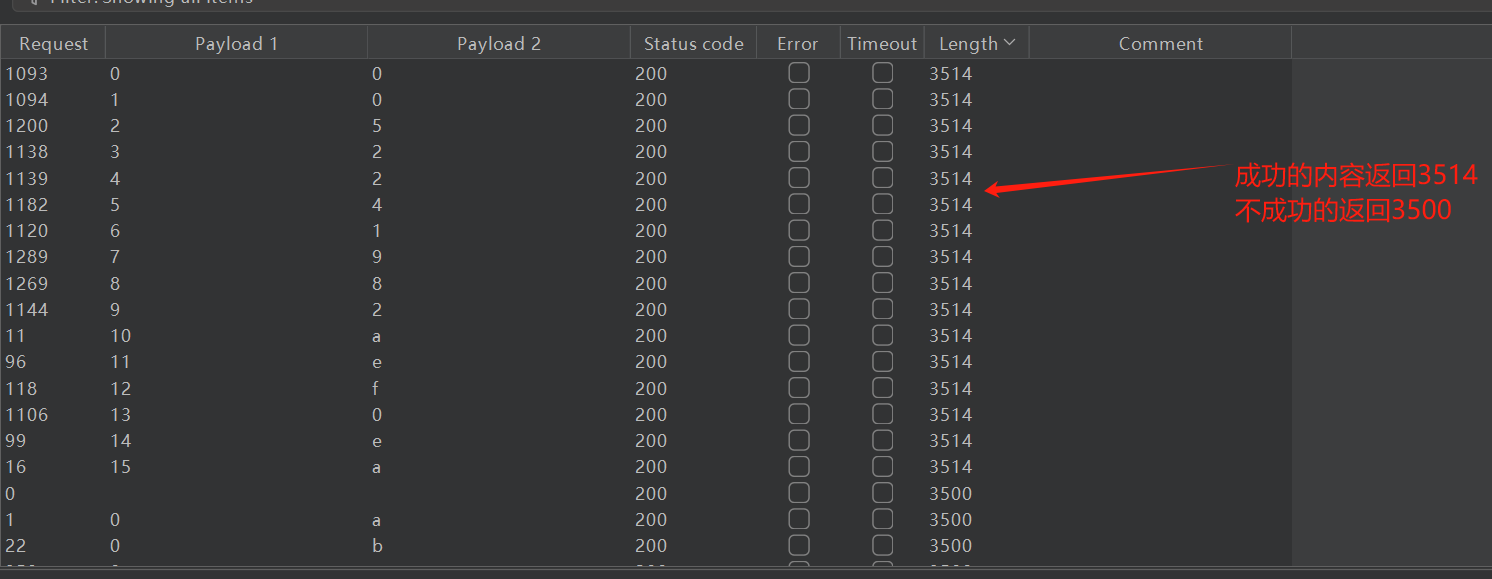 Filter: Showing all items
Request Payload 1 Payload 2 Status code Error Timeout Length Comment
1093 0 0 200 3514
1094 1 0 200 3514
1200 2 5 200 3514
1138 3 2 200 3514
1139 4 2 200 3514
1182 5 4 200 3514
1120 6 1 200 3514
1289 7 9 200 3514
1269 8 8 200 3514
1144 9 2 200 3514
11 10 a 200 3514
96 11 e 200 3514
118 12 f 200 3514
1106 13 0 200 3514
99 14 e 200 3514
16 15 a 200 3514
0 200 3500
1 0 a 200 3500
22 0 b 200 3500
成功的内容返回3514
不成功的返回3500